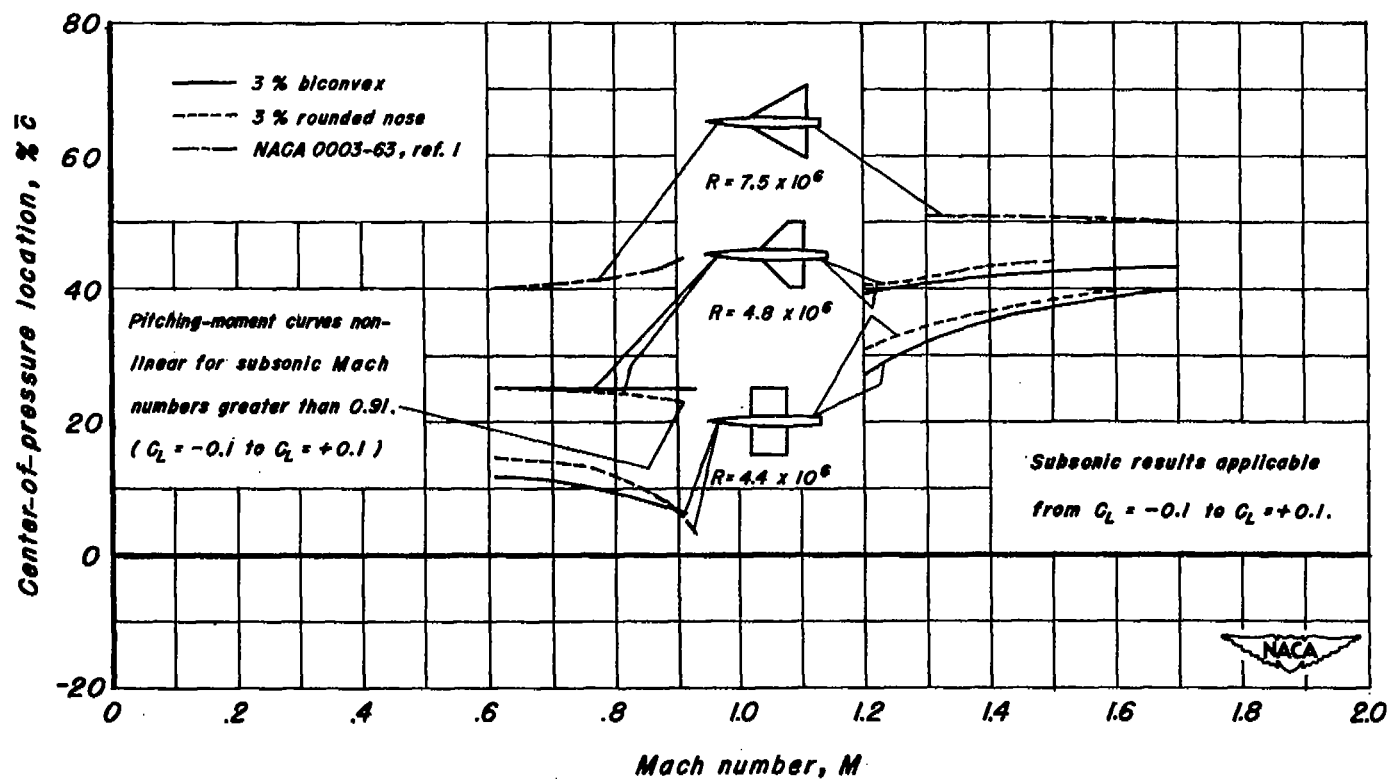 80
60
40
20
0
-20
Center-of-pressure location, % c̅
3 % biconvex
3 % rounded nose
NACA 0003-63, ref. 1
R = 7.5 x 10⁶
R = 4.8 x 10⁶
R = 4.4 x 10⁶
Pitching-moment curves non-
linear for subsonic Mach
numbers greater than 0.91.
( C_L = -0.1 to C_L = +0.1 )
Subsonic results applicable
from C_L = -0.1 to C_L = +0.1.
NACA
0 .2 .4 .6 .8 1.0 1.2 1.4 1.6 1.8 2.0
Mach number, M